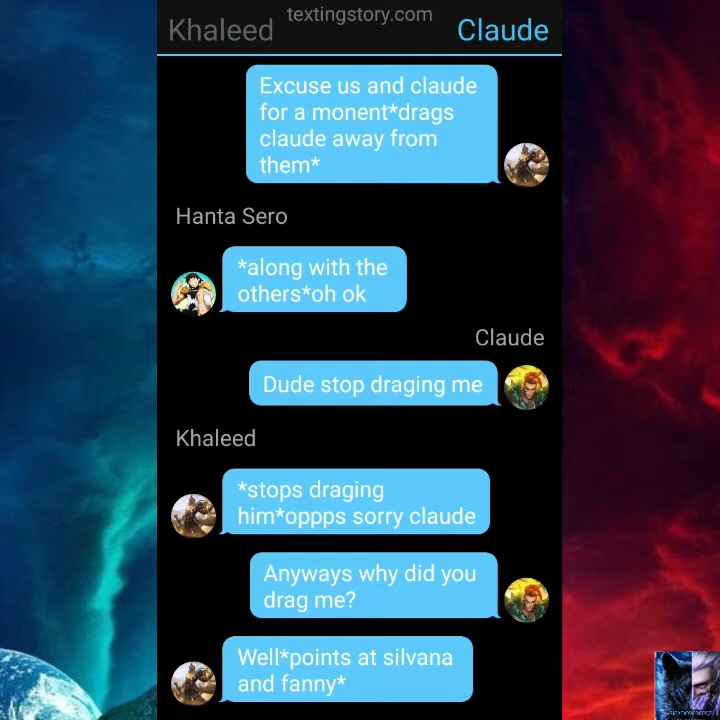 textingstory.com
Khaleed
Claude
Excuse us and claude
for a monent*drags
claude away from
them*
Hanta Sero
*along with the
others*oh ok
Claude
Dude stop draging me
Khaleed
*stops draging
him*oppps sorry claude
Anyways why did you
drag me?
Well*points at silvana
and fanny*